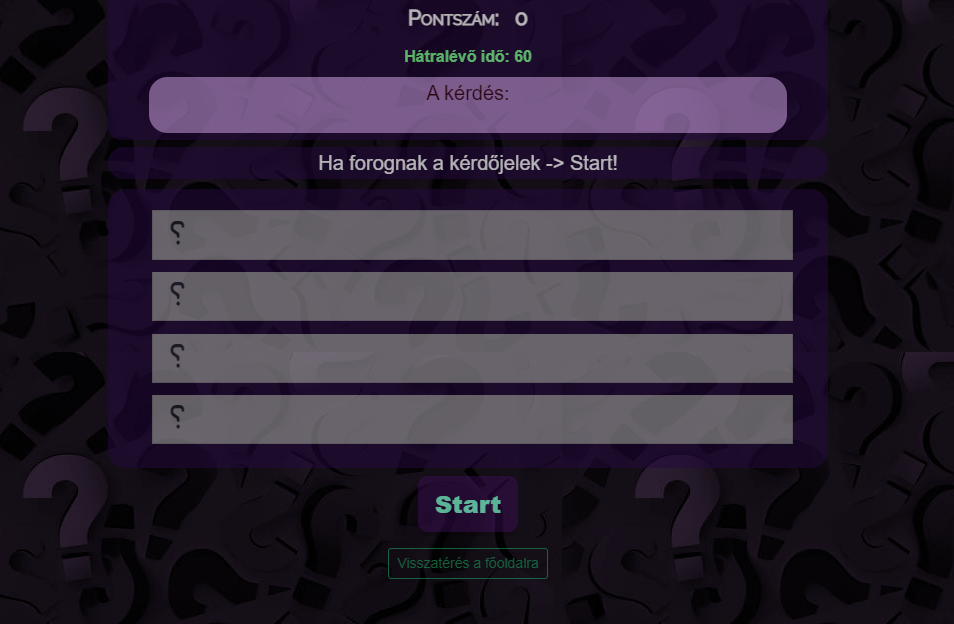 Pontszám: 0
Hátralévő idő: 60
A kérdés:
Ha forognak a kérdőjelek -> Start!
؟
؟
؟
؟
Start
Visszatérés a főoldalra